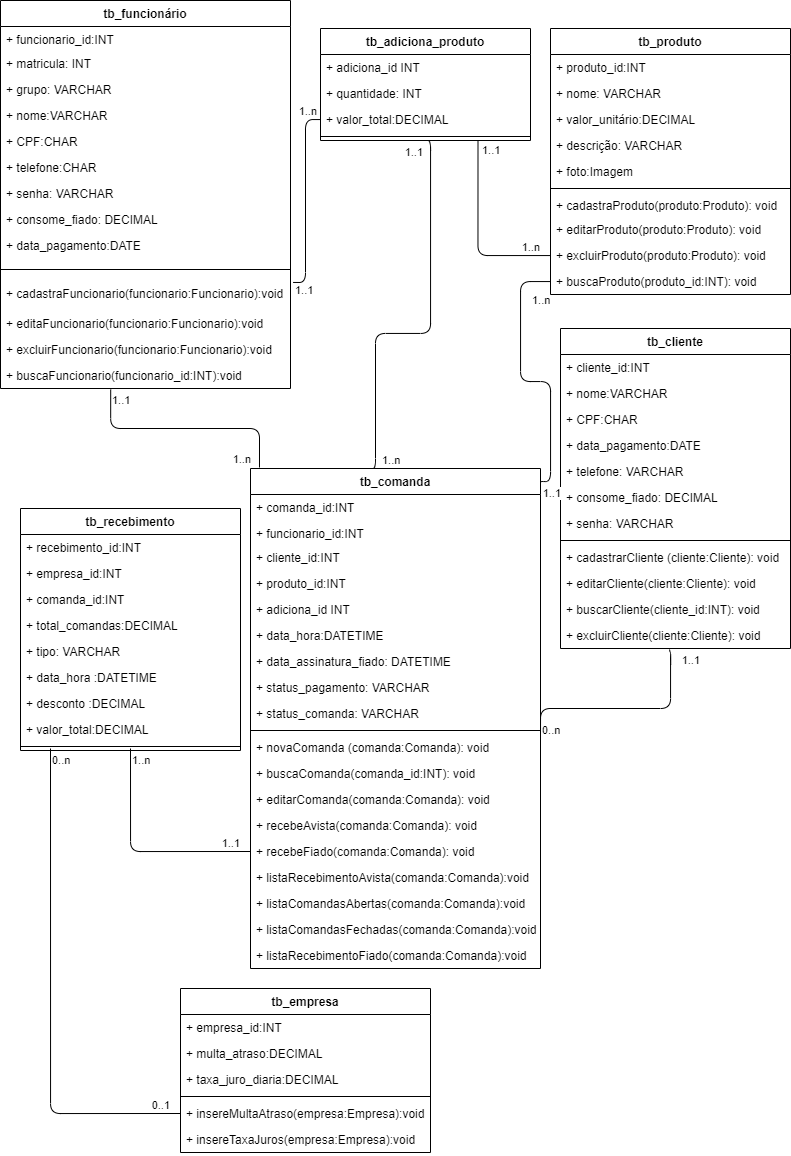 tb_funcionário
+ funcionario_id:INT
+ matricula: INT
+ grupo: VARCHAR
+ nome:VARCHAR
+ CPF:CHAR
+ telefone:CHAR
+ senha: VARCHAR
+ consome_fiado: DECIMAL
+ data_pagamento:DATE
+ cadastraFuncionario(funcionario:Funcionario):void
+ editaFuncionario(funcionario:Funcionario):void
+ excluirFuncionario(funcionario:Funcionario):void
+ buscaFuncionario(funcionario_id:INT):void
1..1
1..n
1..n
1..1
tb_adiciona_produto
+ adiciona_id INT
+ quantidade: INT
+ valor_total:DECIMAL
1..1
1..1
1..n
1..n
tb_produto
+ produto_id:INT
+ nome: VARCHAR
+ valor_unitário:DECIMAL
+ descrição: VARCHAR
+ foto:Imagem
+ cadastraProduto(produto:Produto): void
+ editarProduto(produto:Produto): void
+ excluirProduto(produto:Produto): void
+ buscaProduto(produto_id:INT): void
1..n
1..1
tb_cliente
+ cliente_id:INT
+ nome:VARCHAR
+ CPF:CHAR
+ data_pagamento:DATE
+ telefone: VARCHAR
+ consome_fiado: DECIMAL
+ senha: VARCHAR
+ cadastrarCliente (cliente:Cliente): void
+ editarCliente(cliente:Cliente): void
+ buscarCliente(cliente_id:INT): void
+ excluirCliente(cliente:Cliente): void
1..1
0..n
tb_comanda
+ comanda_id:INT
+ funcionario_id:INT
+ cliente_id:INT
+ produto_id:INT
+ adiciona_id INT
+ data_hora:DATETIME
+ data_assinatura_fiado: DATETIME
+ status_pagamento: VARCHAR
+ status_comanda: VARCHAR
+ novaComanda (comanda:Comanda): void
+ buscaComanda(comanda_id:INT): void
+ editarComanda(comanda:Comanda): void
+ recebeAvista(comanda:Comanda): void
+ recebeFiado(comanda:Comanda): void
+ listaRecebimentoAvista(comanda:Comanda):void
+ listaComandasAbertas(comanda:Comanda):void
+ listaComandasFechadas(comanda:Comanda):void
+ listaRecebimentoFiado(comanda:Comanda):void
tb_recebimento
+ recebimento_id:INT
+ empresa_id:INT
+ comanda_id:INT
+ total_comandas:DECIMAL
+ tipo: VARCHAR
+ data_hora :DATETIME
+ desconto :DECIMAL
+ valor_total:DECIMAL
0..n
1..n
1..1
0..1
tb_empresa
+ empresa_id:INT
+ multa_atraso:DECIMAL
+ taxa_juro_diaria:DECIMAL
+ insereMultaAtraso(empresa:Empresa):void
+ insereTaxaJuros(empresa:Empresa):void